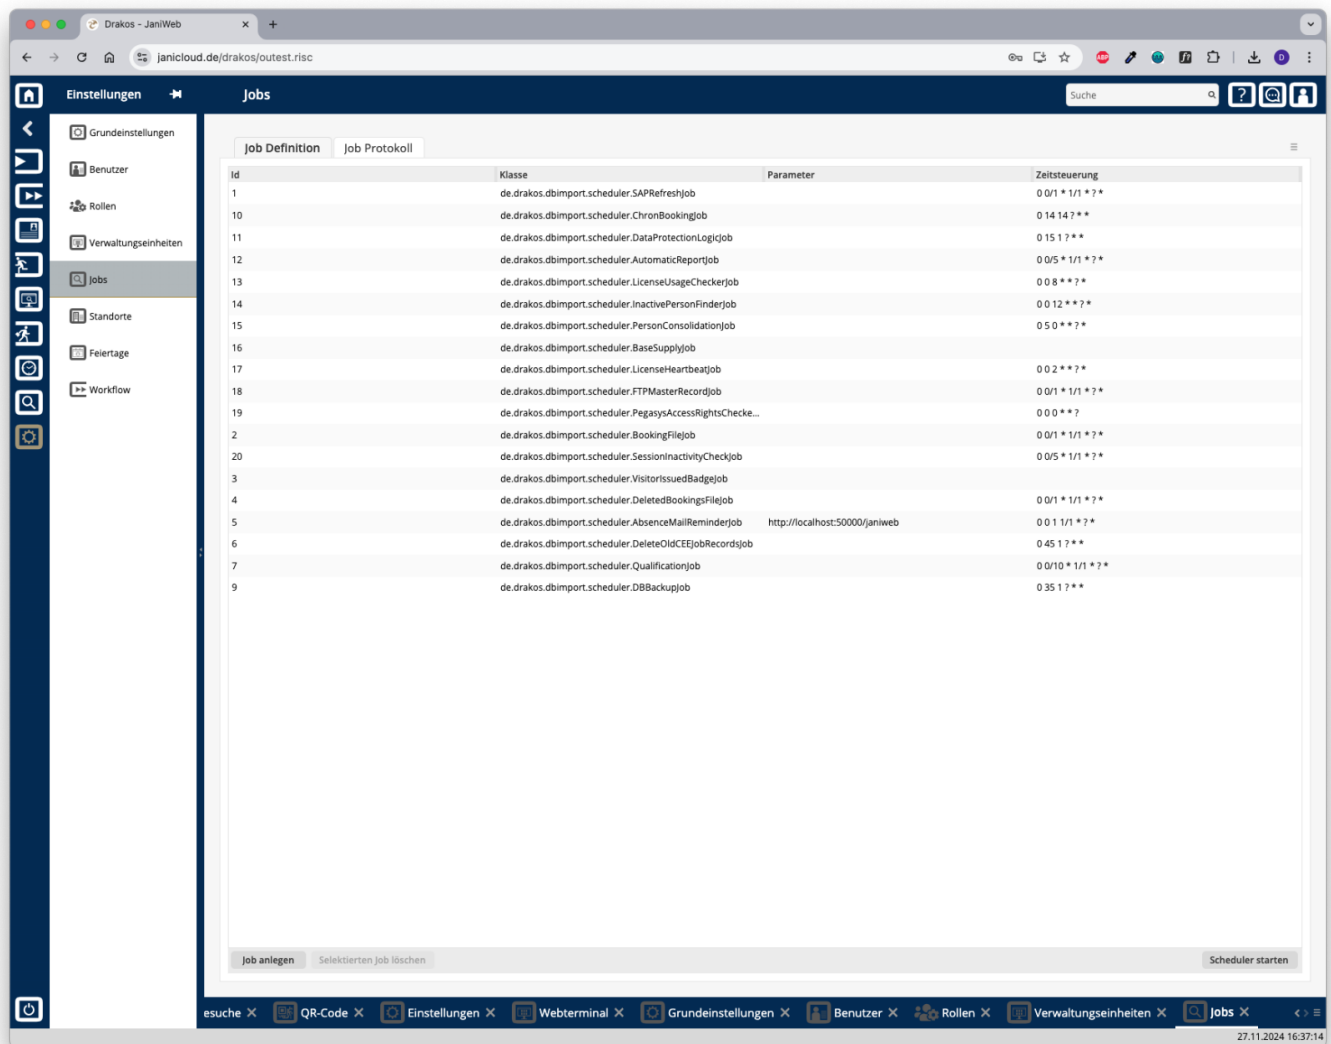 Drakos - JaniWeb
janicloud.de/drakos/outest.risc
ABP
D
Einstellungen
Jobs
Suche
Grundeinstellungen
Benutzer
Rollen
Verwaltungseinheiten
Jobs
Standorte
Feiertage
Workflow
Job Definition Job Protokoll
Id Klasse Parameter Zeitsteuerung
1 de.drakos.dbimport.scheduler.SAPRefreshJob 0 0/1 * 1/1 * ? *
10 de.drakos.dbimport.scheduler.ChronBookingJob 0 14 14 ? * *
11 de.drakos.dbimport.scheduler.DataProtectionLogicJob 0 15 1 ? * *
12 de.drakos.dbimport.scheduler.AutomaticReportJob 0 0/5 * 1/1 * ? *
13 de.drakos.dbimport.scheduler.LicenseUsageCheckerJob 0 0 8 * * ? *
14 de.drakos.dbimport.scheduler.InactivePersonFinderJob 0 0 12 * * ? *
15 de.drakos.dbimport.scheduler.PersonConsolidationJob 0 5 0 * * ? *
16 de.drakos.dbimport.scheduler.BaseSupplyJob
17 de.drakos.dbimport.scheduler.LicenseHeartbeatJob 0 0 2 * * ? *
18 de.drakos.dbimport.scheduler.FTPMasterRecordJob 0 0/1 * 1/1 * ? *
19 de.drakos.dbimport.scheduler.PegasysAccessRightsChecke... 0 0 0 * * ?
2 de.drakos.dbimport.scheduler.BookingFileJob 0 0/1 * 1/1 * ? *
20 de.drakos.dbimport.scheduler.SessionInactivityCheckJob 0 0/5 * 1/1 * ? *
3 de.drakos.dbimport.scheduler.VisitorIssuedBadgeJob
4 de.drakos.dbimport.scheduler.DeletedBookingsFileJob 0 0/1 * 1/1 * ? *
5 de.drakos.dbimport.scheduler.AbsenceMailReminderJob http://localhost:50000/janiweb 0 0 1 1/1 * ? *
6 de.drakos.dbimport.scheduler.DeleteOldCEEJobRecordsJob 0 45 1 ? * *
7 de.drakos.dbimport.scheduler.QualificationJob 0 0/10 * 1/1 * ? *
9 de.drakos.dbimport.scheduler.DBBackupJob 0 35 1 ? * *
Job anlegen Selektierten Job löschen Scheduler starten
esuche QR-Code Einstellungen Webterminal Grundeinstellungen Benutzer Rollen Verwaltungseinheiten Jobs
27.11.2024 16:37:14